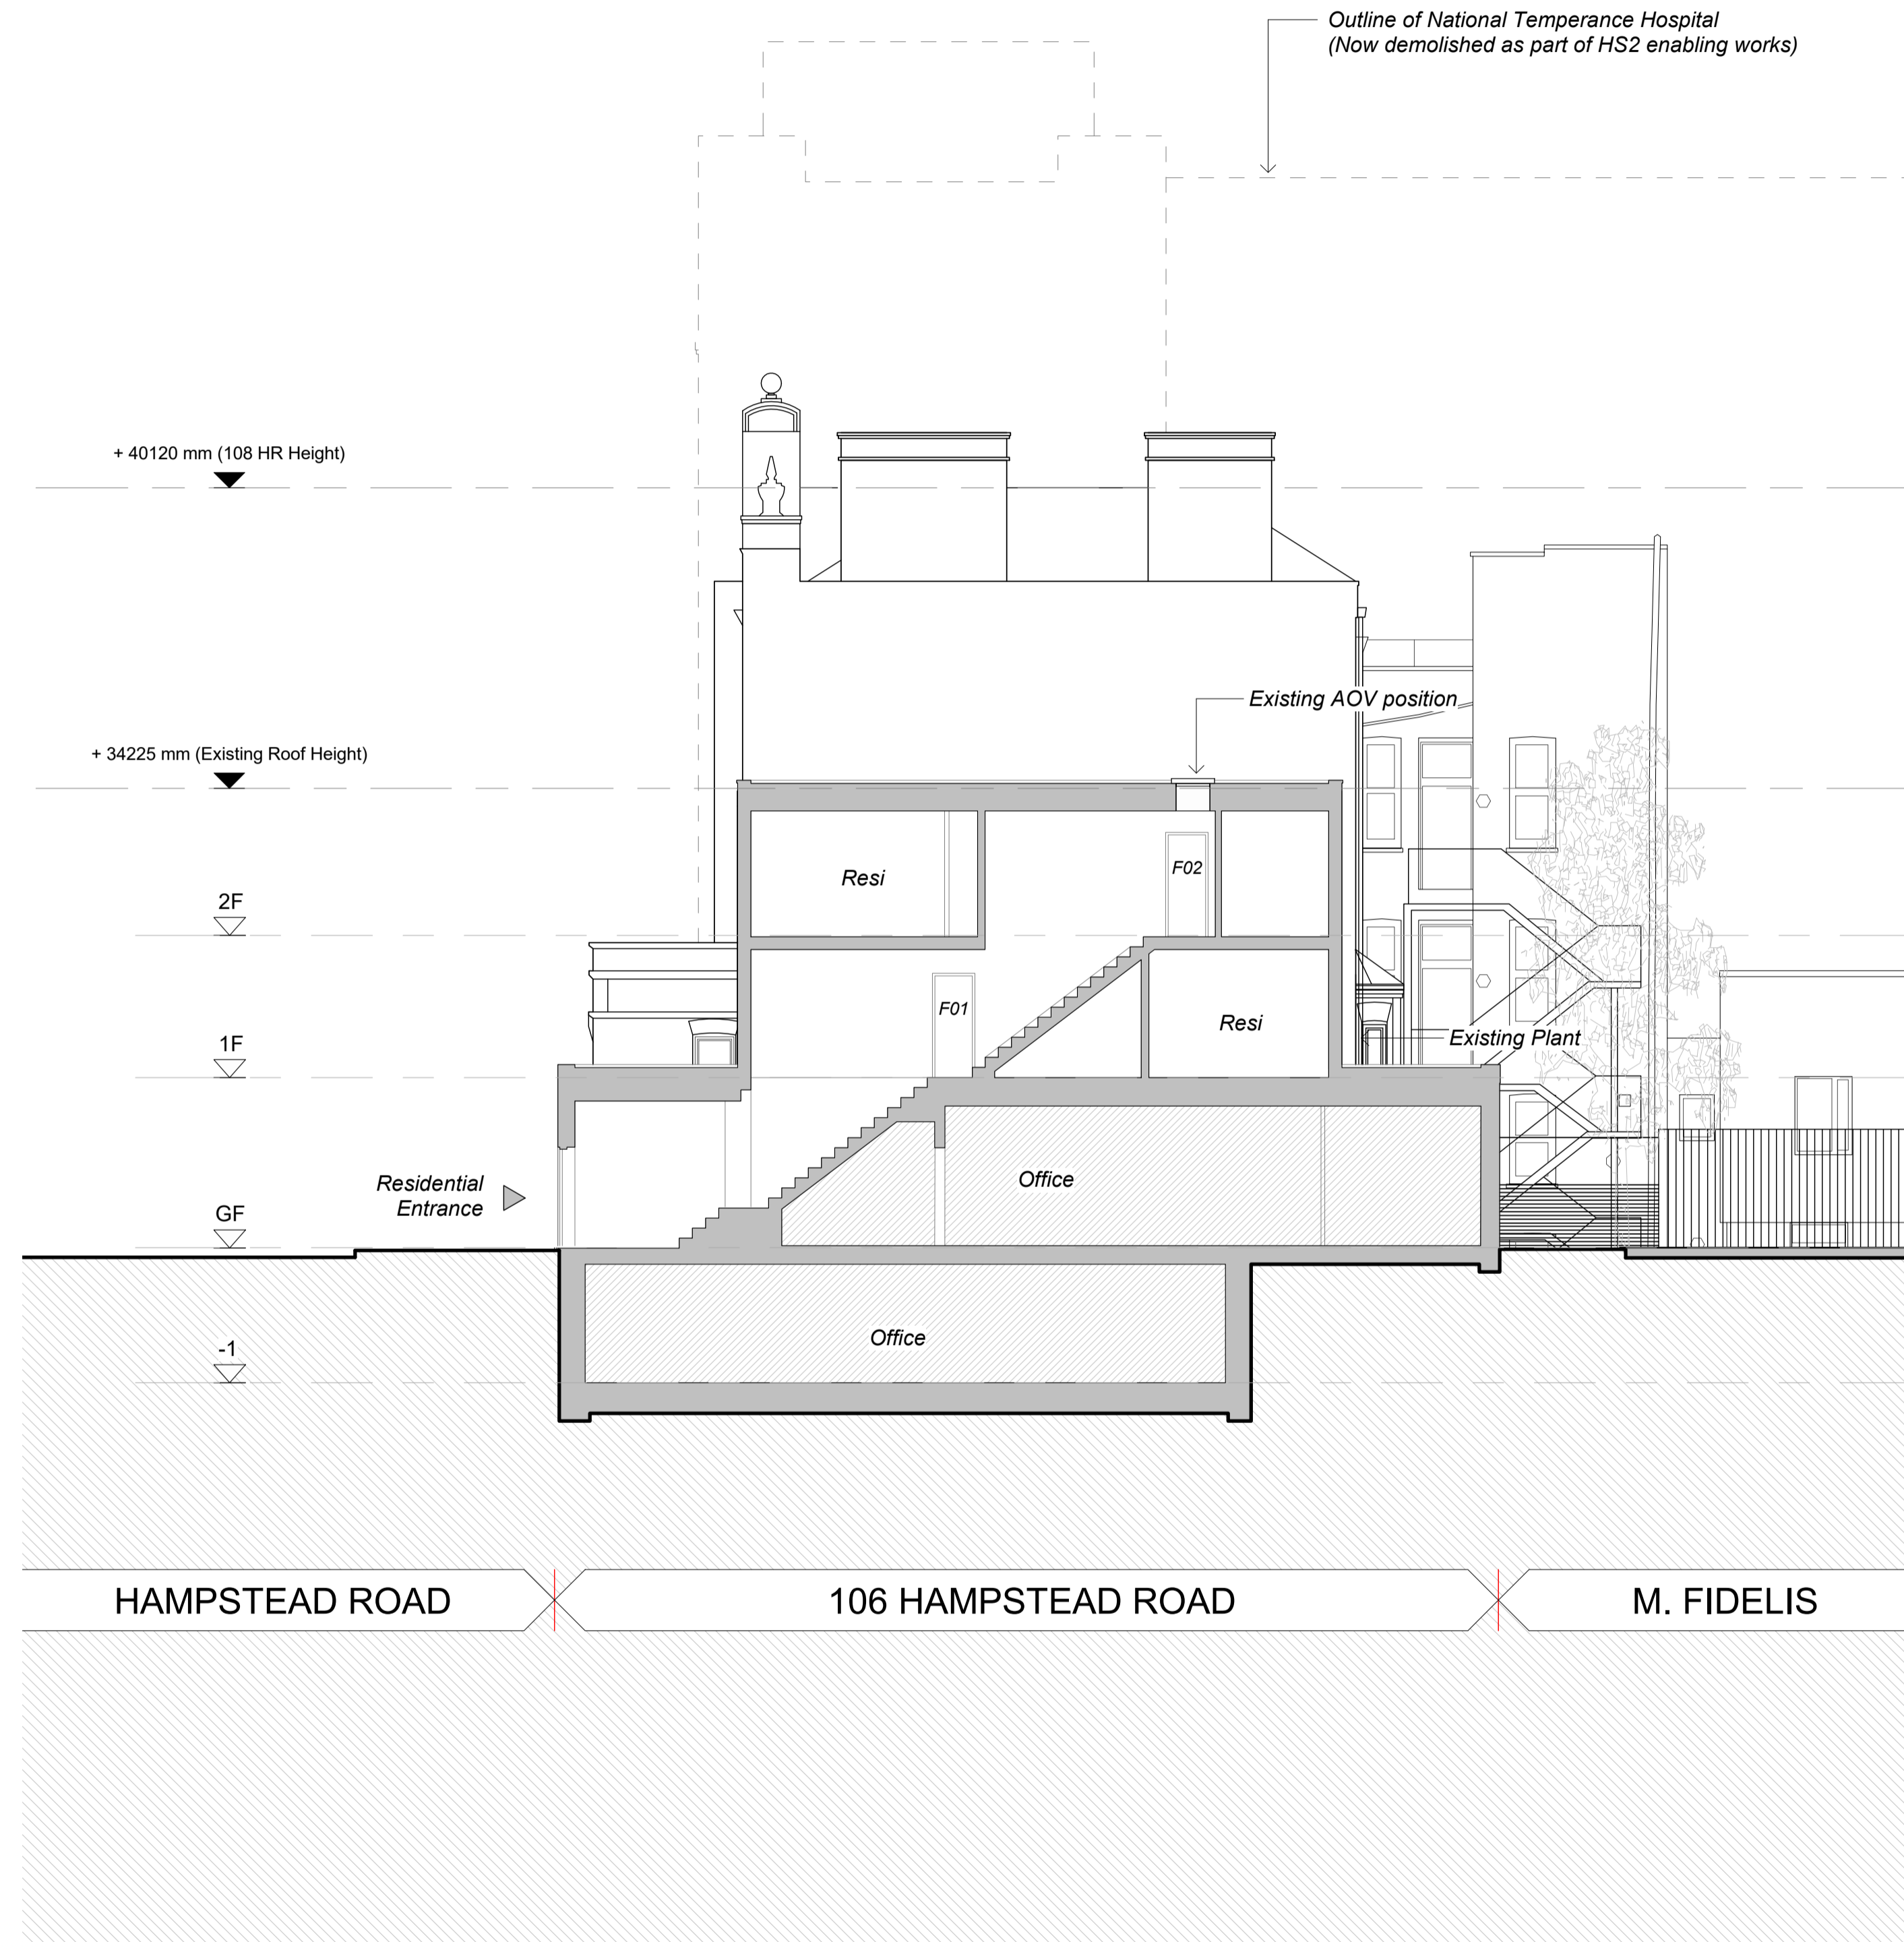 Outline of National Temperance Hospital
(Now demolished as part of HS2 enabling works)
+ 40120 mm (108 HR Height)
Existing AOV position
+ 34225 mm (Existing Roof Height)
Resi
F02
2F
F01
Resi
Existing Plant
1F
Office
Residential
Entrance
GF
Office
-1
HAMPSTEAD ROAD
106 HAMPSTEAD ROAD
M. FIDELIS